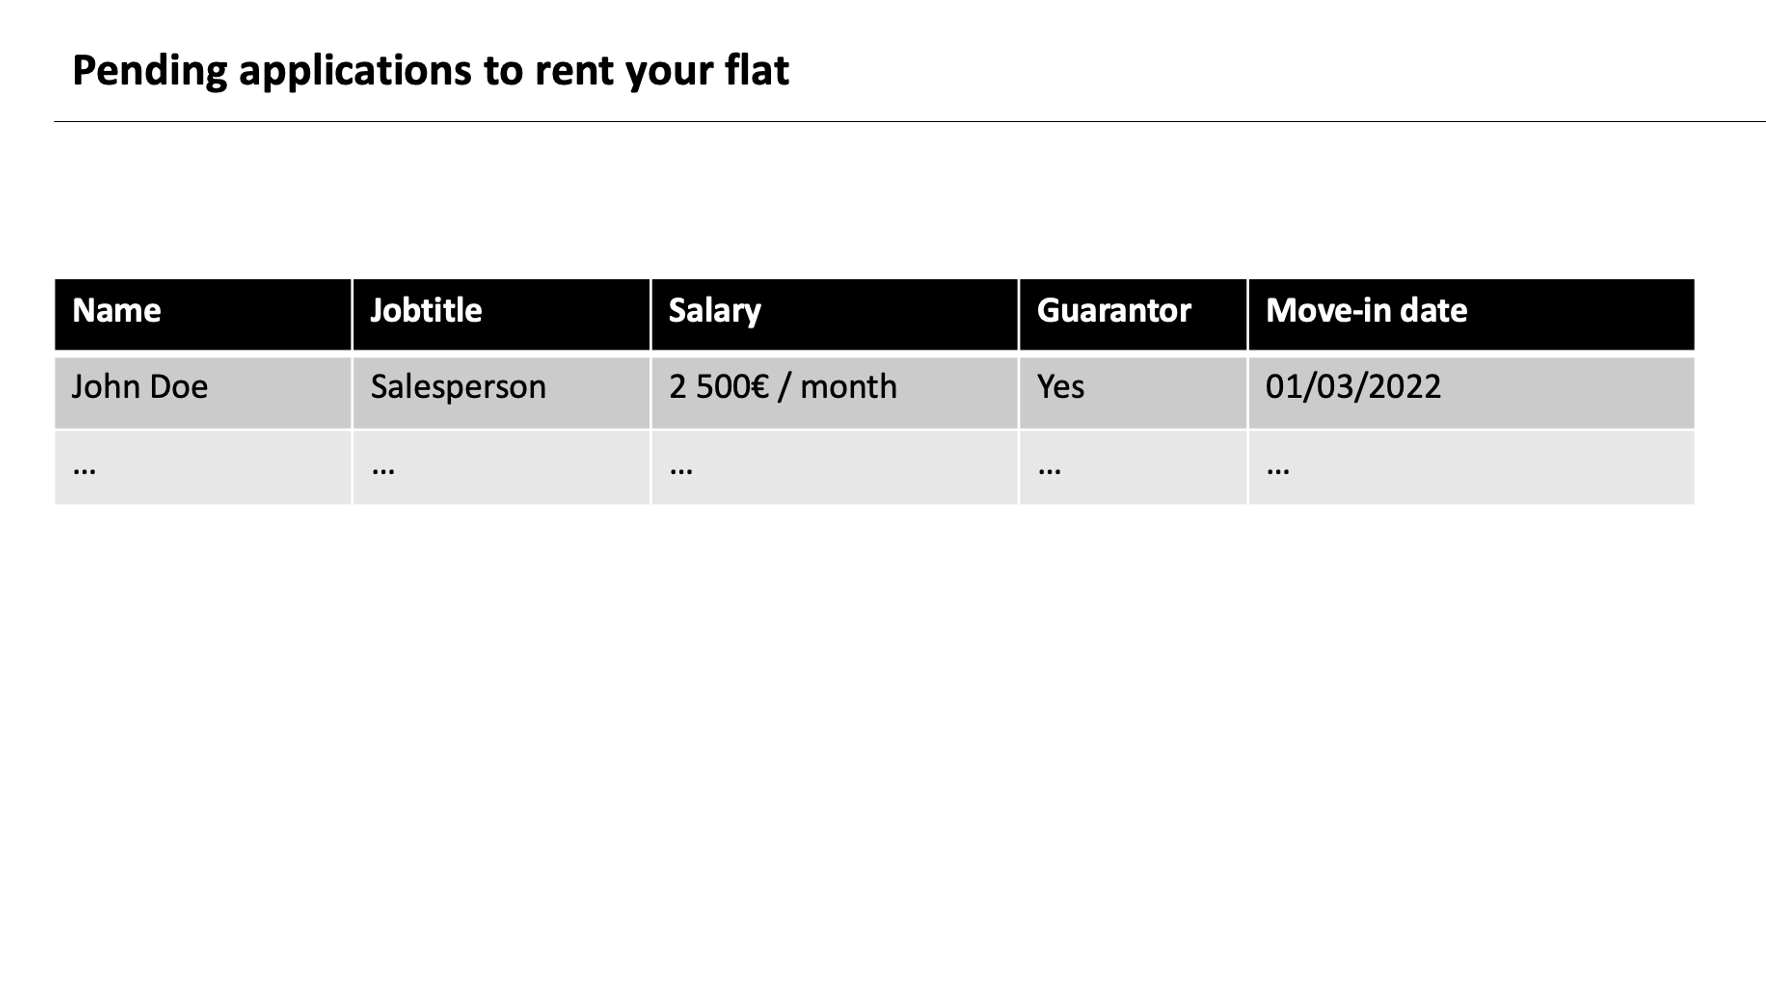 Pending applications to rent your flat
Name Jobtitle Salary Guarantor Move-in date
John Doe Salesperson 2 500€ / month Yes 01/03/2022
... ... ... ... ...